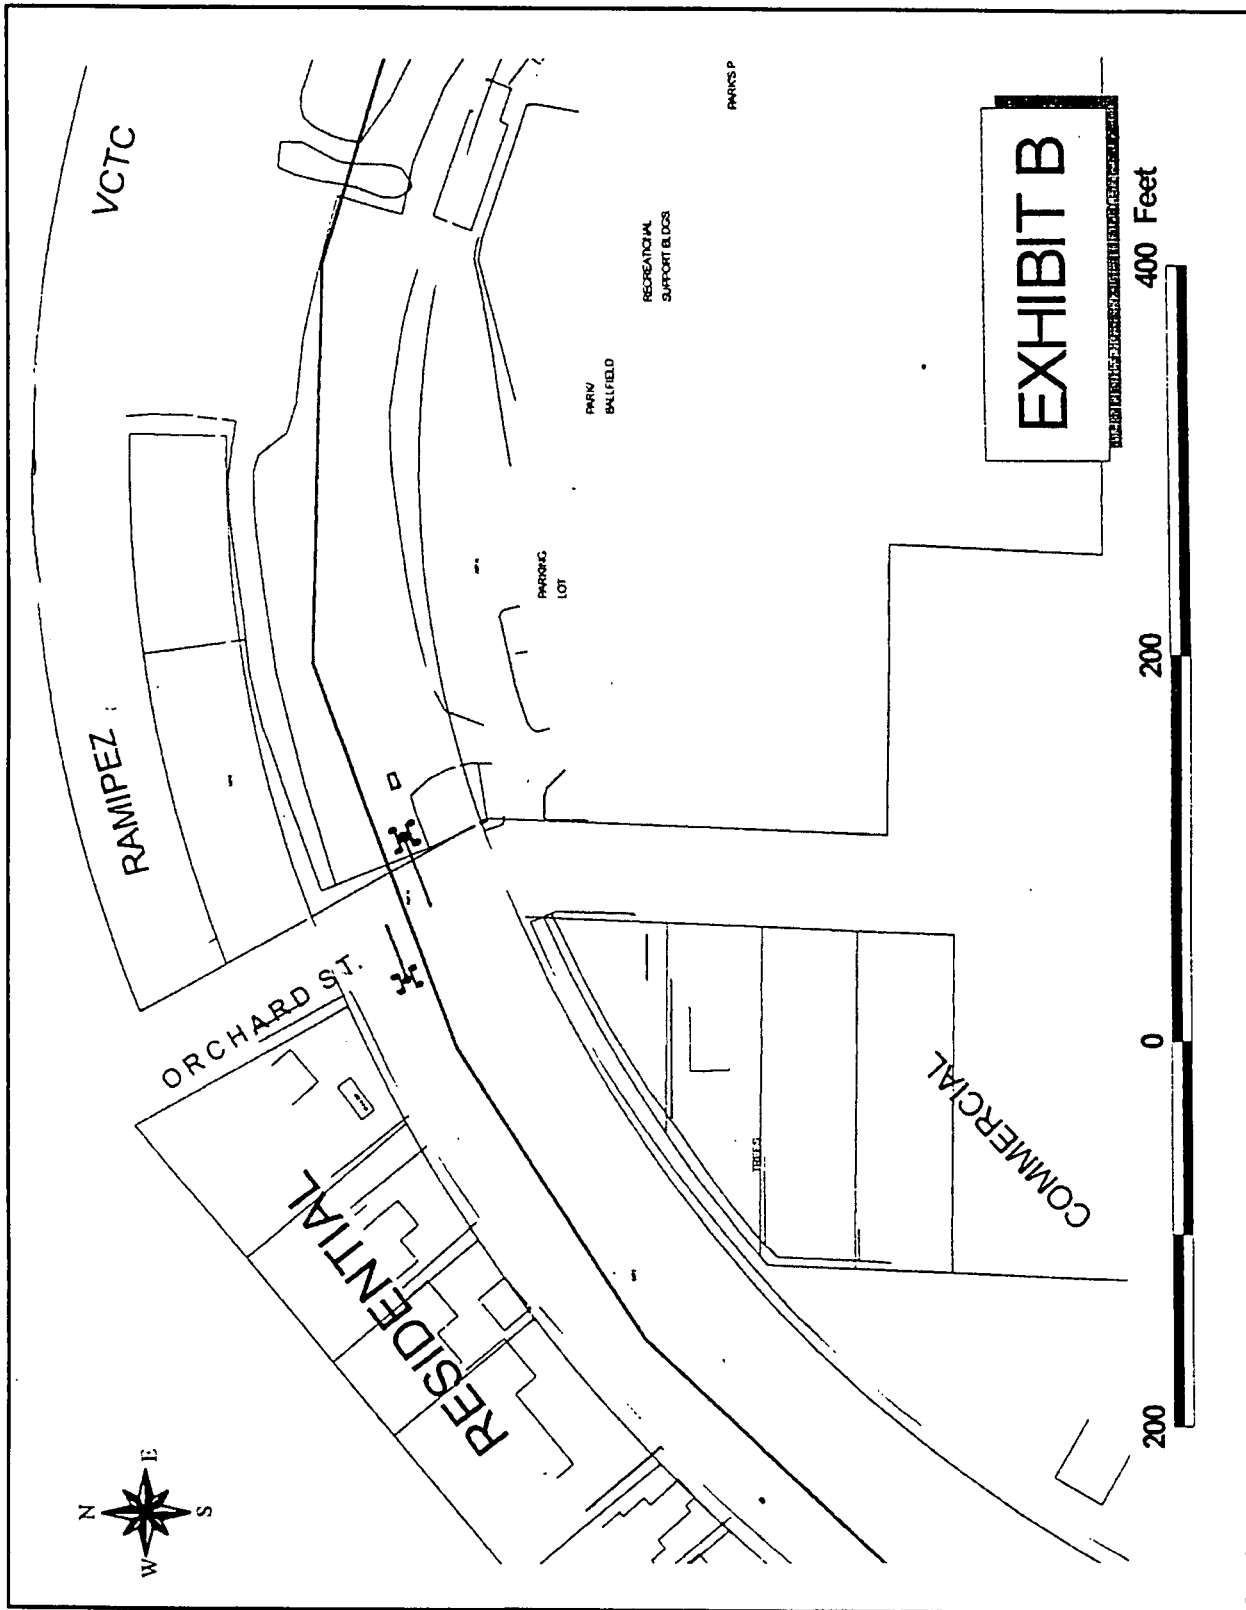 N
W E
S
VCTC
RAMIPEZ
ORCHARD ST.
RESIDENTIAL
PARK'S P
RECREATIONAL
SUPPORT BLDGS
PARK/
BALLFIELD
PARKING
LOT
TREES
COMMERCIAL
EXHIBIT B
200 0 200 400 Feet